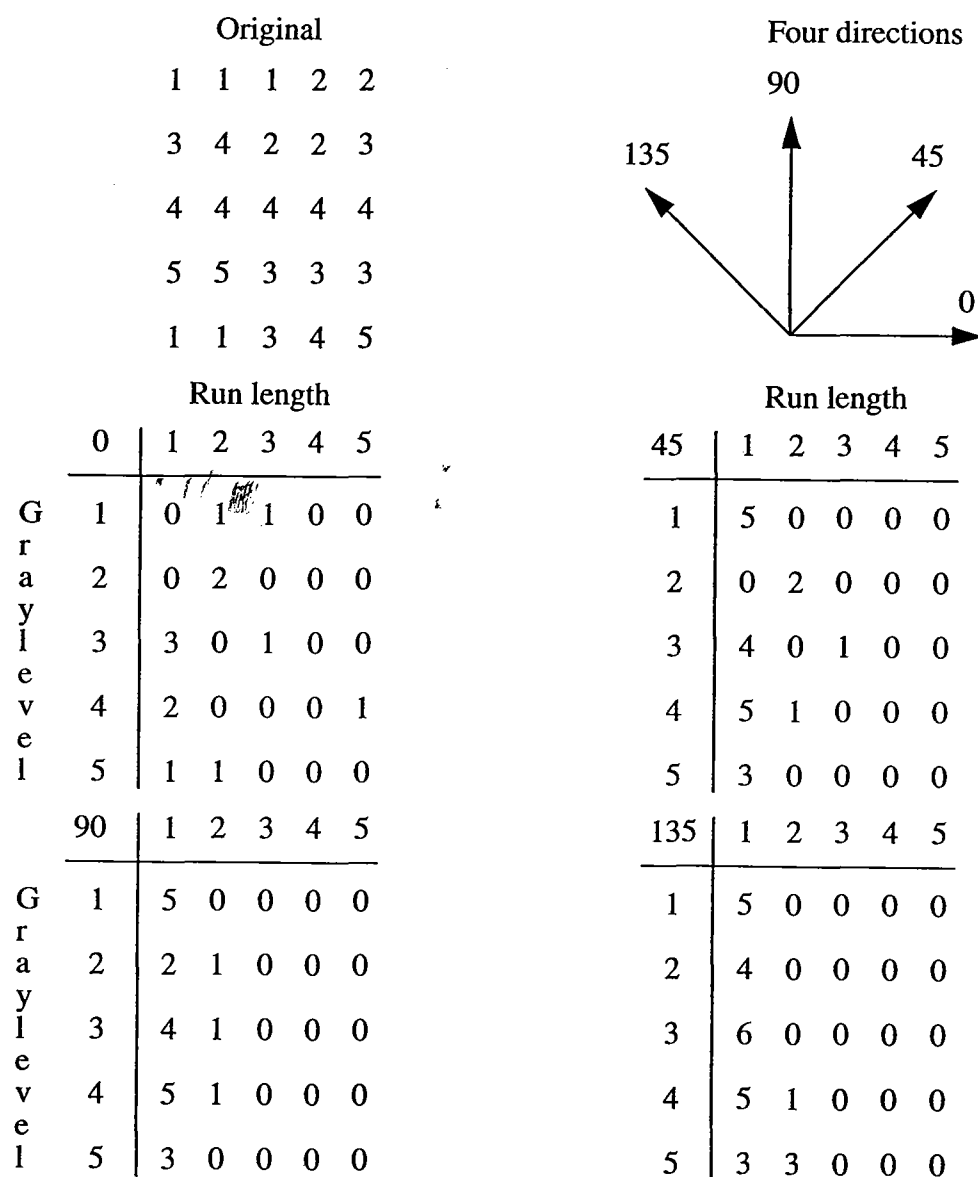 Original
1 1 1 2 2
3 4 2 2 3
4 4 4 4 4
5 5 3 3 3
1 1 3 4 5
Four directions
90
135 45
0
Run length
0 1 2 3 4 5
Graylevel
1 0 1 1 0 0
2 0 2 0 0 0
3 3 0 1 0 0
4 2 0 0 0 1
5 1 1 0 0 0
Run length
45 1 2 3 4 5
1 5 0 0 0 0
2 0 2 0 0 0
3 4 0 1 0 0
4 5 1 0 0 0
5 3 0 0 0 0
90 1 2 3 4 5
Graylevel
1 5 0 0 0 0
2 2 1 0 0 0
3 4 1 0 0 0
4 5 1 0 0 0
5 3 0 0 0 0
135 1 2 3 4 5
1 5 0 0 0 0
2 4 0 0 0 0
3 6 0 0 0 0
4 5 1 0 0 0
5 3 3 0 0 0